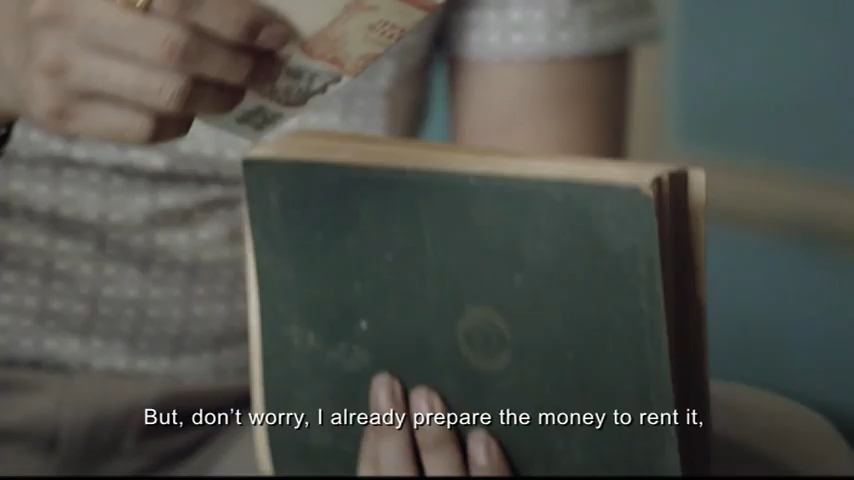 But, don't worry, I already prepare the money to rent it,